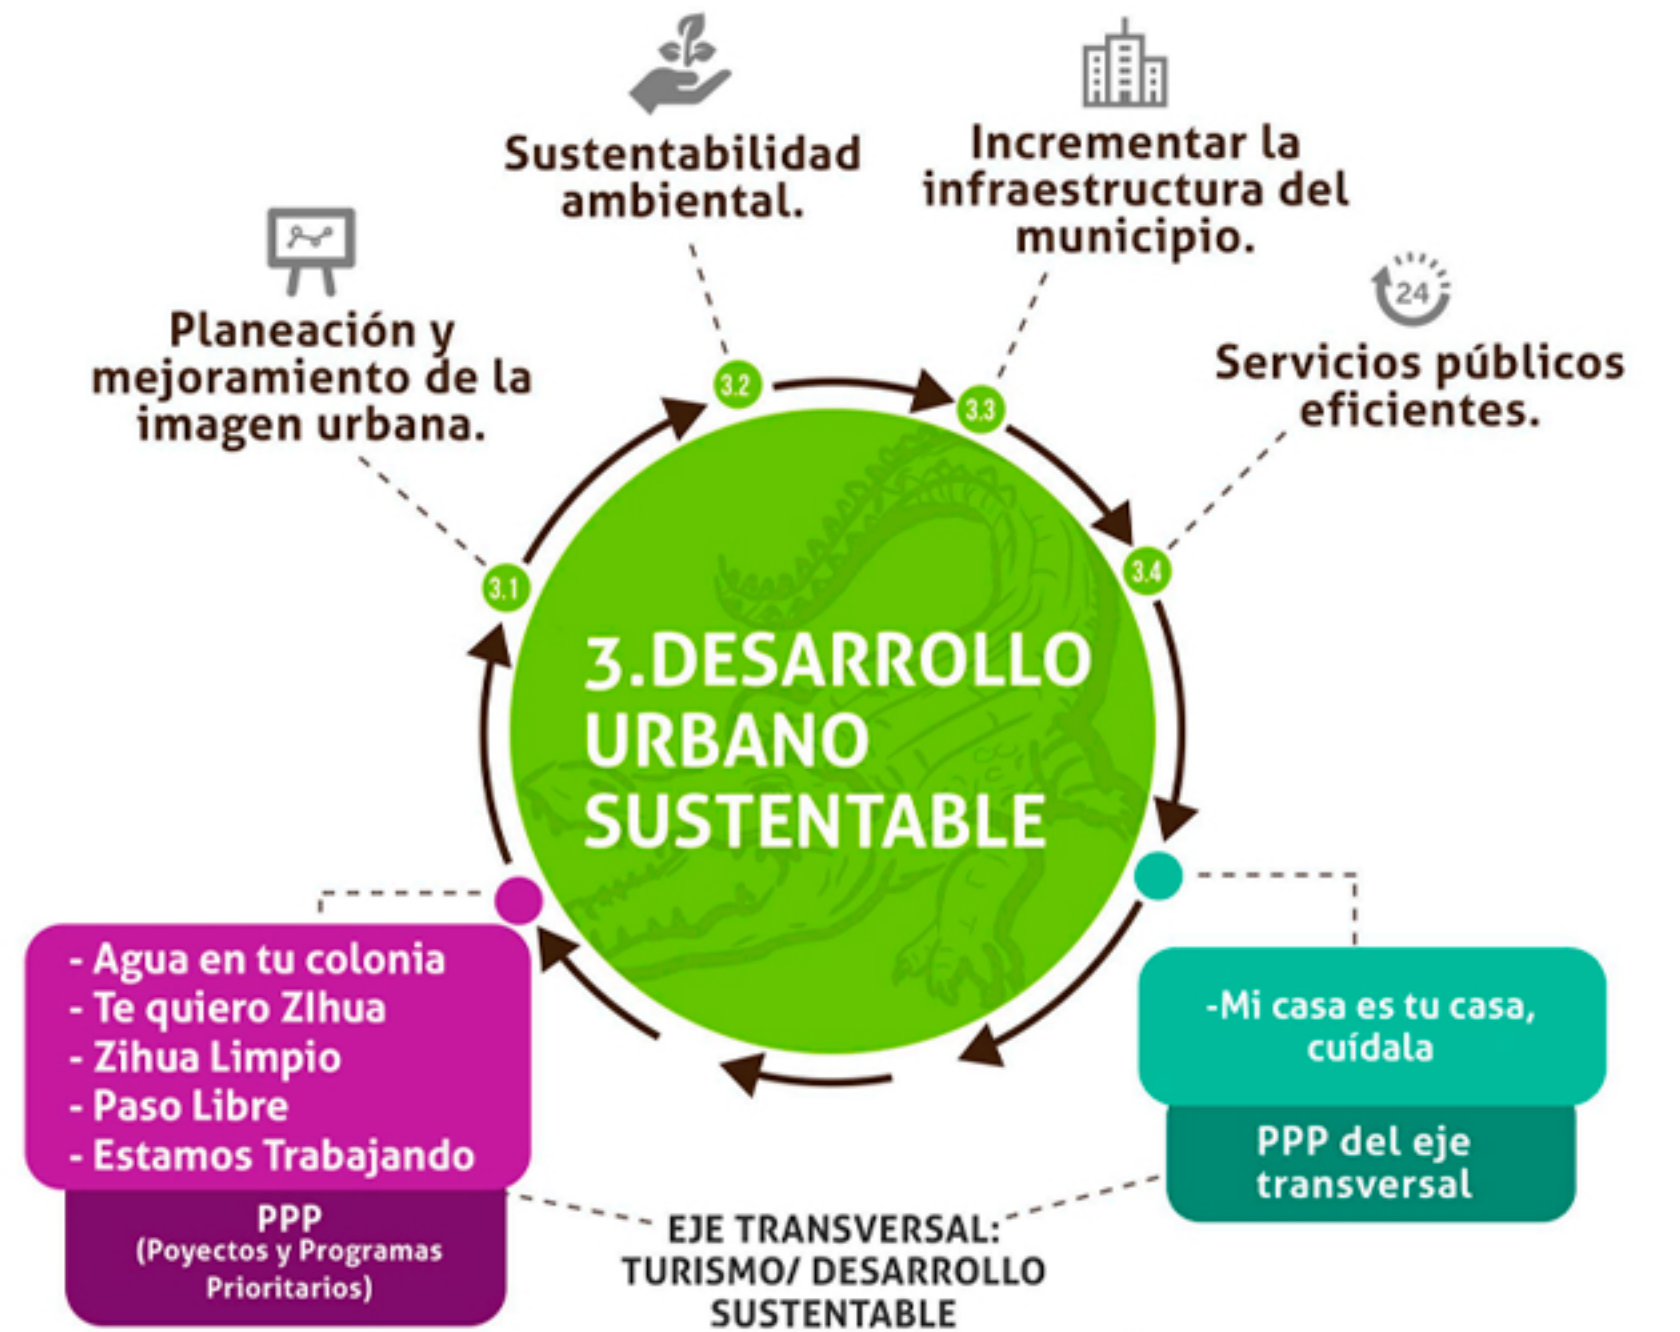 Sustentabilidad
ambiental.
Incrementar la
infraestructura del
municipio.
24
Planeación y
mejoramiento de la
imagen urbana.
Servicios públicos
eficientes.
3.2
3.3
3.1
3.4
3.DESARROLLO
URBANO
SUSTENTABLE
- Agua en tu colonia
- Te quiero ZIhua
- Zihua Limpio
- Paso Libre
- Estamos Trabajando
PPP
(Poyectos y Programas
Prioritarios)
-Mi casa es tu casa,
cuídala
PPP del eje
transversal
EJE TRANSVERSAL:
TURISMO/ DESARROLLO
SUSTENTABLE